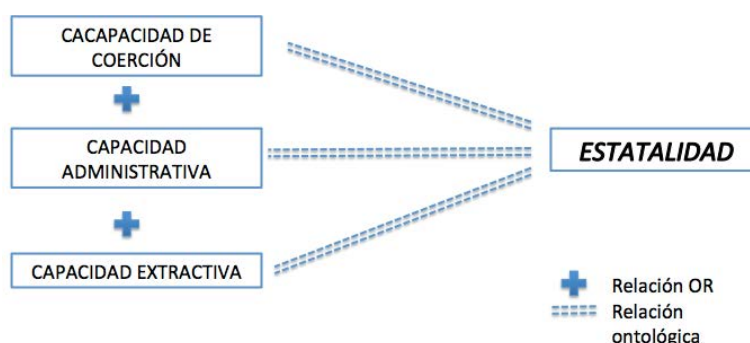 CACAPACIDAD DE
COERCIÓN
CAPACIDAD
ADMINISTRATIVA
CAPACIDAD EXTRACTIVA
ESTATALIDAD
Relación OR
Relación
ontológica